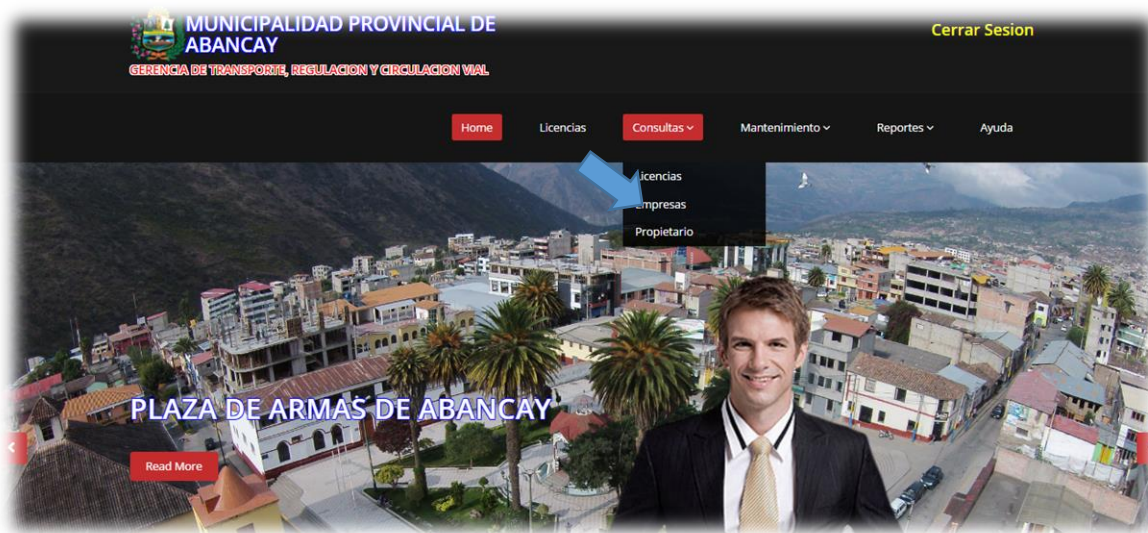 MUNICIPALIDAD PROVINCIAL DE
ABANCAY
GERENCIA DE TRANSPORTE, REGULACION Y CIRCULACION VIAL
Cerrar Sesion
Home Licencias Consultas Mantenimiento Reportes Ayuda
Licencias
Empresas
Propietario
PLAZA DE ARMAS DE ABANCAY
Read More